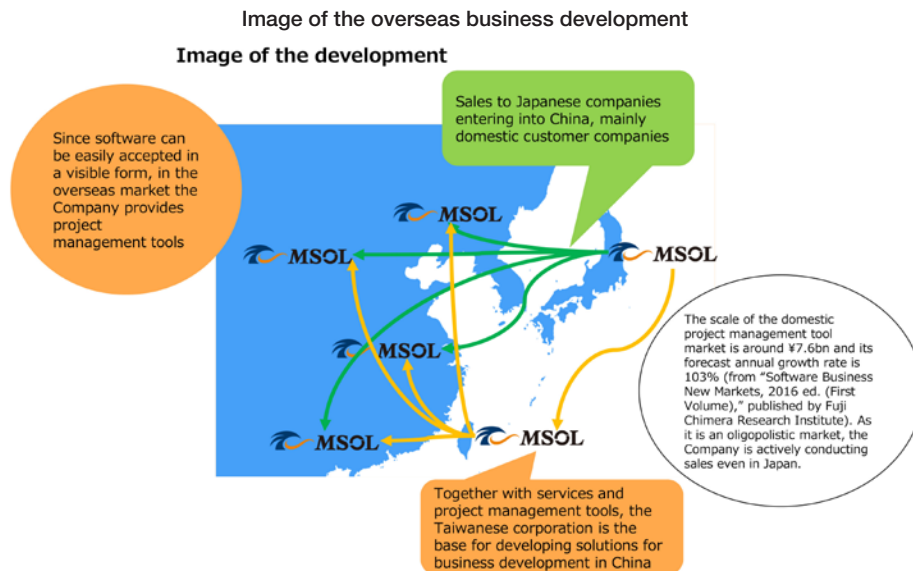 Image of the overseas business development
Image of the development
Sales to Japanese companies
entering into China, mainly
domestic customer companies
Since software can
be easily accepted in
a visible form, in the
overseas market the
Company provides
project
management tools
MSOL
MSOL
MSOL
MSOL
MSOL
MSOL
The scale of the domestic
project management tool
market is around ¥7.6bn and its
forecast annual growth rate is
103% (from “Software Business
New Markets, 2016 ed. (First
Volume),” published by Fuji
Chimera Research Institute). As
it is an oligopolistic market, the
Company is actively conducting
sales even in Japan.
Together with services and
project management tools, the
Taiwanese corporation is the
base for developing solutions for
business development in China